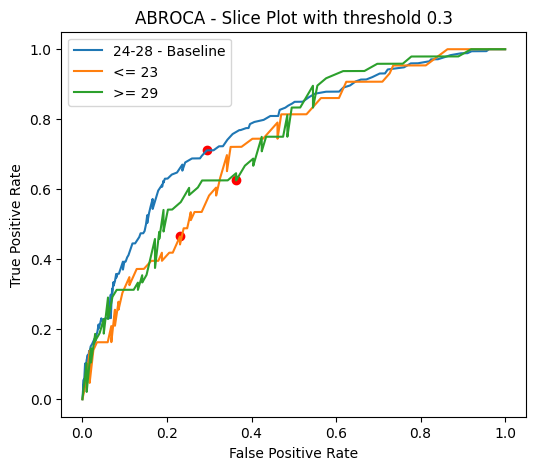 ABROCA - Slice Plot with threshold 0.3
24-28 - Baseline
<= 23
>= 29
True Positive Rate
1.0
0.8
0.6
0.4
0.2
0.0
0.0 0.2 0.4 0.6 0.8 1.0
False Positive Rate